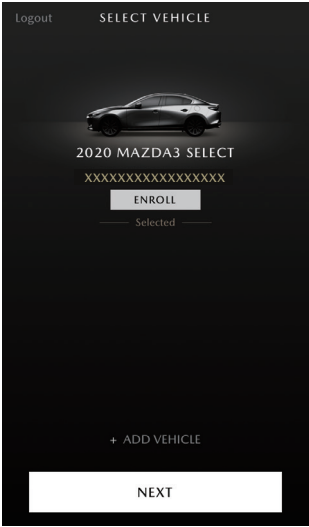 Logout SELECT VEHICLE
2020 MAZDA3 SELECT
XXXXXXXXXXXXXXXXX
ENROLL
Selected
+ ADD VEHICLE
NEXT